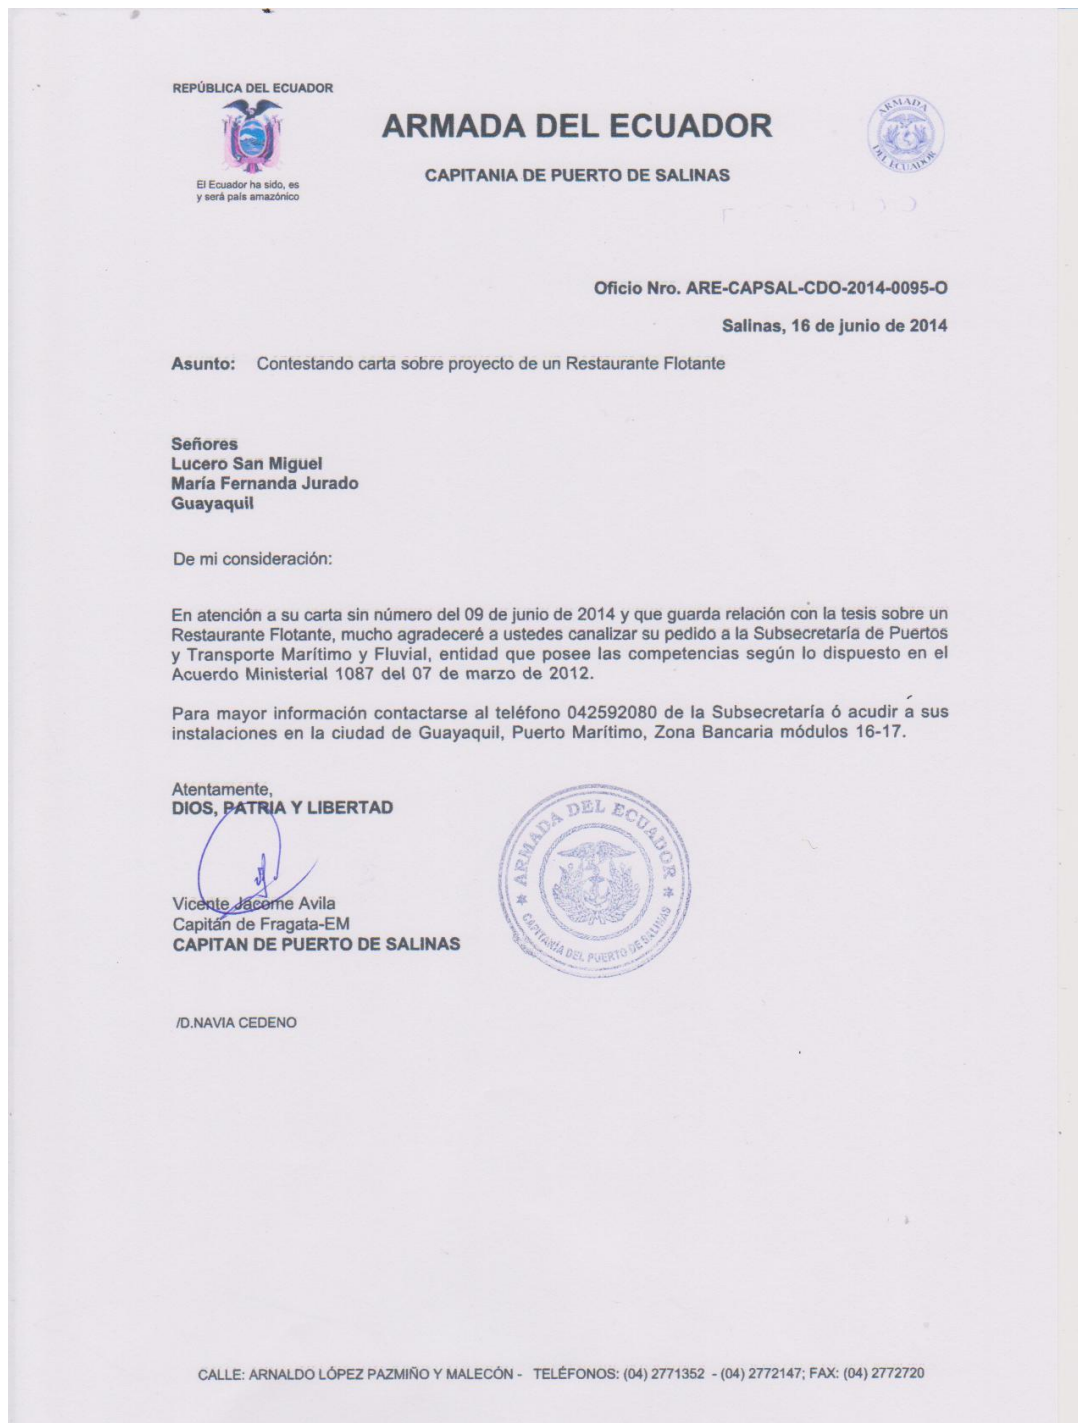 REPÚBLICA DEL ECUADOR
El Ecuador ha sido, es
y será país amazónico
ARMADA DEL ECUADOR
CAPITANIA DE PUERTO DE SALINAS
ARMADA
DEL ECUADOR
Oficio Nro. ARE-CAPSAL-CDO-2014-0095-O
Salinas, 16 de junio de 2014
Asunto: Contestando carta sobre proyecto de un Restaurante Flotante
Señores
Lucero San Miguel
María Fernanda Jurado
Guayaquil
De mi consideración:
En atención a su carta sin número del 09 de junio de 2014 y que guarda relación con la tesis sobre un
Restaurante Flotante, mucho agradeceré a ustedes canalizar su pedido a la Subsecretaría de Puertos
y Transporte Marítimo y Fluvial, entidad que posee las competencias según lo dispuesto en el
Acuerdo Ministerial 1087 del 07 de marzo de 2012.
Para mayor información contactarse al teléfono 042592080 de la Subsecretaría ó acudir a sus
instalaciones en la ciudad de Guayaquil, Puerto Marítimo, Zona Bancaria módulos 16-17.
Atentamente,
DIOS, PATRIA Y LIBERTAD
Vicente Jácome Avila
Capitán de Fragata-EM
CAPITAN DE PUERTO DE SALINAS
ARMADA DEL ECUADOR
CAPITANÍA DEL PUERTO DE SALINAS
/D.NAVIA CEDENO
CALLE: ARNALDO LÓPEZ PAZMIÑO Y MALECÓN - TELÉFONOS: (04) 2771352 - (04) 2772147; FAX: (04) 2772720